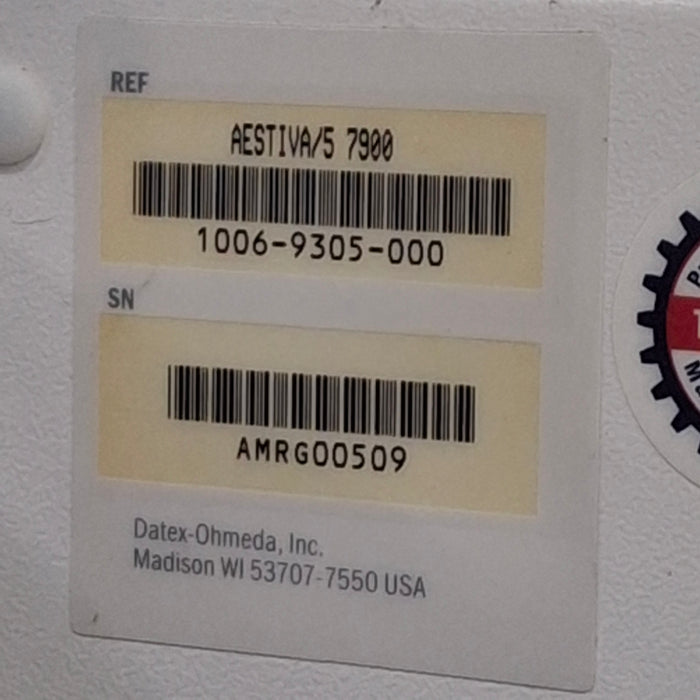 REF
AESTIVA/5 7900
1006-9305-000
SN
AMRG00509
Datex-Ohmeda, Inc.
Madison WI 53707-7550 USA